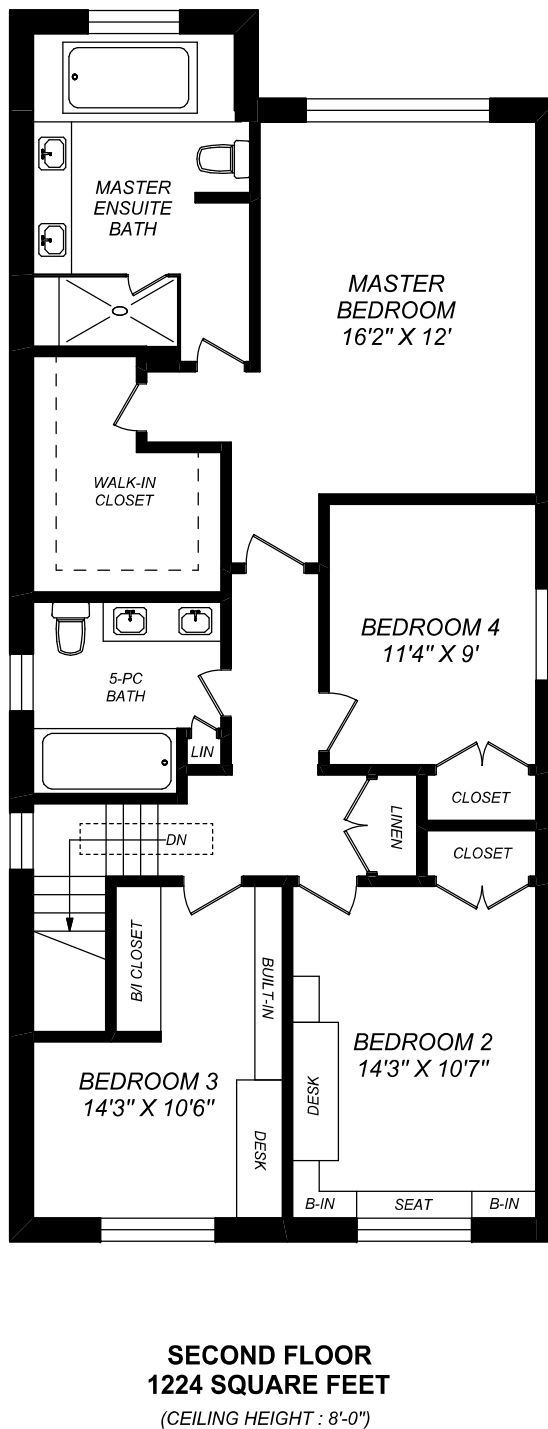 MASTER
ENSUITE
BATH
MASTER
BEDROOM
16'2" X 12'
WALK-IN
CLOSET
BEDROOM 4
11'4" X 9'
5-PC
BATH
LIN
CLOSET
LINEN
DN
CLOSET
B/I CLOSET
BUILT-IN
BEDROOM 2
14'3" X 10'7"
BEDROOM 3
14'3" X 10'6"
DESK
DESK
B-IN
SEAT
B-IN
SECOND FLOOR
1224 SQUARE FEET
(CEILING HEIGHT : 8'-0")